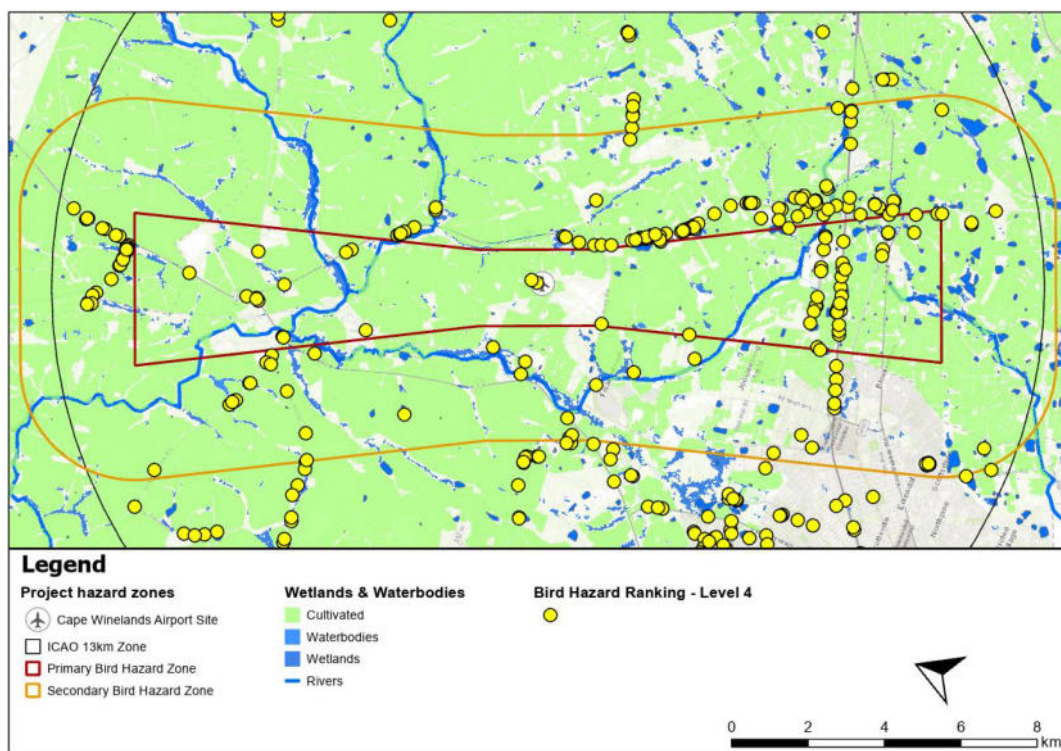 Legend
Project hazard zones
Cape Winelands Airport Site
ICAO 13km Zone
Primary Bird Hazard Zone
Secondary Bird Hazard Zone
Wetlands & Waterbodies
Cultivated
Waterbodies
Wetlands
Rivers
Bird Hazard Ranking - Level 4
0 2 4 6 8
km